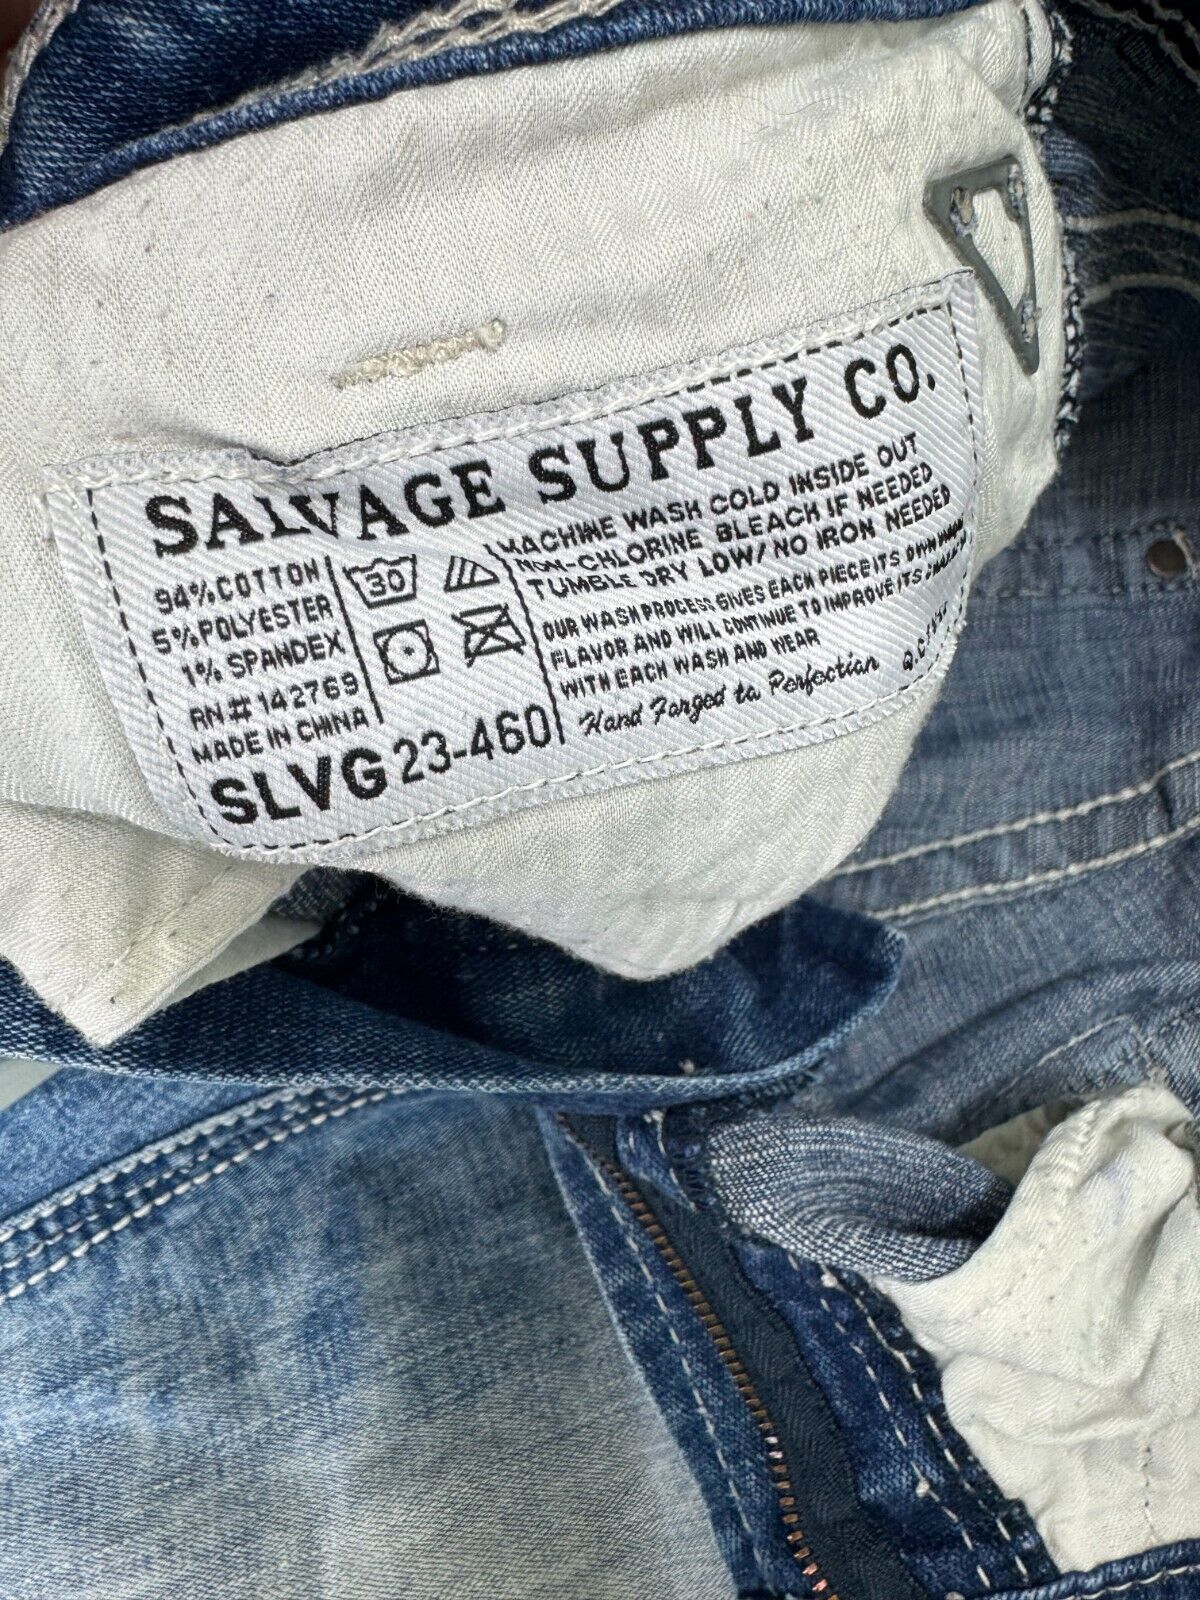 SALVAGE SUPPLY CO.
94% COTTON
5% POLYESTER
1% SPANDEX
RN# 142769
MADE IN CHINA
30
SLVG 23-460
MACHINE WASH COLD INSIDE OUT
NON-CHLORINE BLEACH IF NEEDED
TUMBLE DRY LOW/NO IRON NEEDED
OUR WASH PROCESS GIVES EACH PIECE ITS OWN
FLAVOR AND WILL CONTINUE TO IMPROVE ITS
WITH EACH WASH AND WEAR
Hand Forged to Perfection